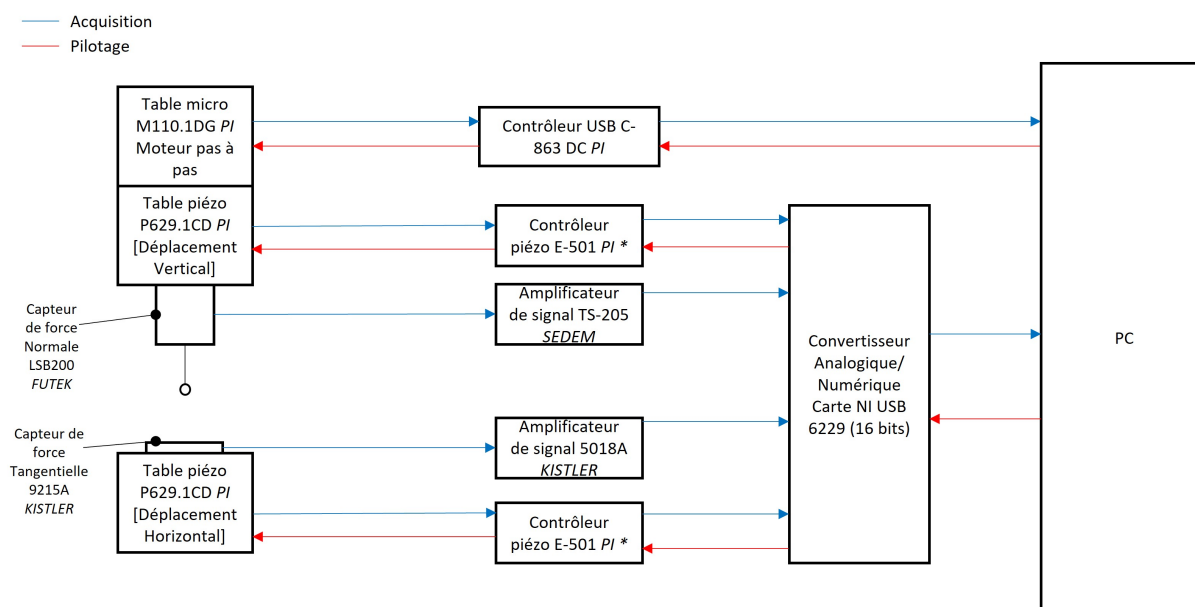 Acquisition
Pilotage
Table micro
M110.1DG PI
Moteur pas à
pas
Contrôleur USB C-
863 DC PI
Table piézo
P629.1CD PI
[Déplacement
Vertical]
Contrôleur
piézo E-501 PI *
Capteur
de force
Normale
LSB200
FUTEK
Amplificateur
de signal TS-205
SEDEM
Convertisseur
Analogique/
Numérique
Carte NI USB
6229 (16 bits)
PC
Capteur de
force
Tangentielle
9215A
KISTLER
Amplificateur
de signal 5018A
KISTLER
Table piézo
P629.1CD PI
[Déplacement
Horizontal]
Contrôleur
piézo E-501 PI *